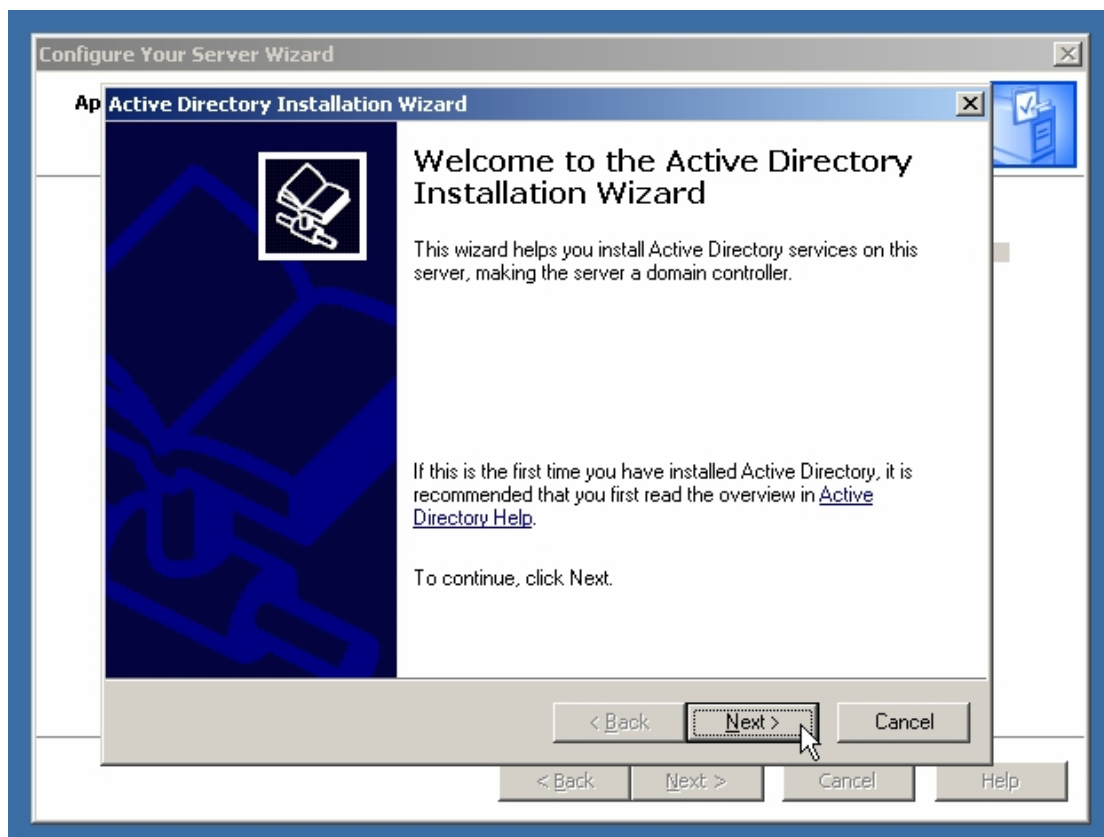 Configure Your Server Wizard
Ap
Active Directory Installation Wizard
Welcome to the Active Directory
Installation Wizard
This wizard helps you install Active Directory services on this
server, making the server a domain controller.
If this is the first time you have installed Active Directory, it is
recommended that you first read the overview in Active
Directory Help.
To continue, click Next.
< Back Next > Cancel
< Back Next > Cancel Help